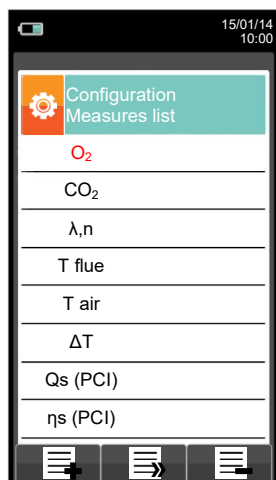 15/01/14
10:00
Configuration
Measures list
O₂
CO₂
λ,n
T flue
T air
ΔT
Qs (PCI)
ηs (PCI)